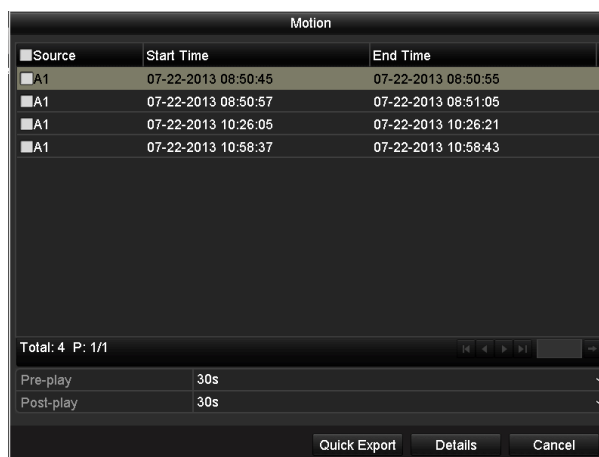 Motion
Source Start Time End Time
A1 07-22-2013 08:50:45 07-22-2013 08:50:55
A1 07-22-2013 08:50:57 07-22-2013 08:51:05
A1 07-22-2013 10:26:05 07-22-2013 10:26:21
A1 07-22-2013 10:58:37 07-22-2013 10:58:43
Total: 4 P: 1/1
Pre-play 30s
Post-play 30s
Quick Export Details Cancel